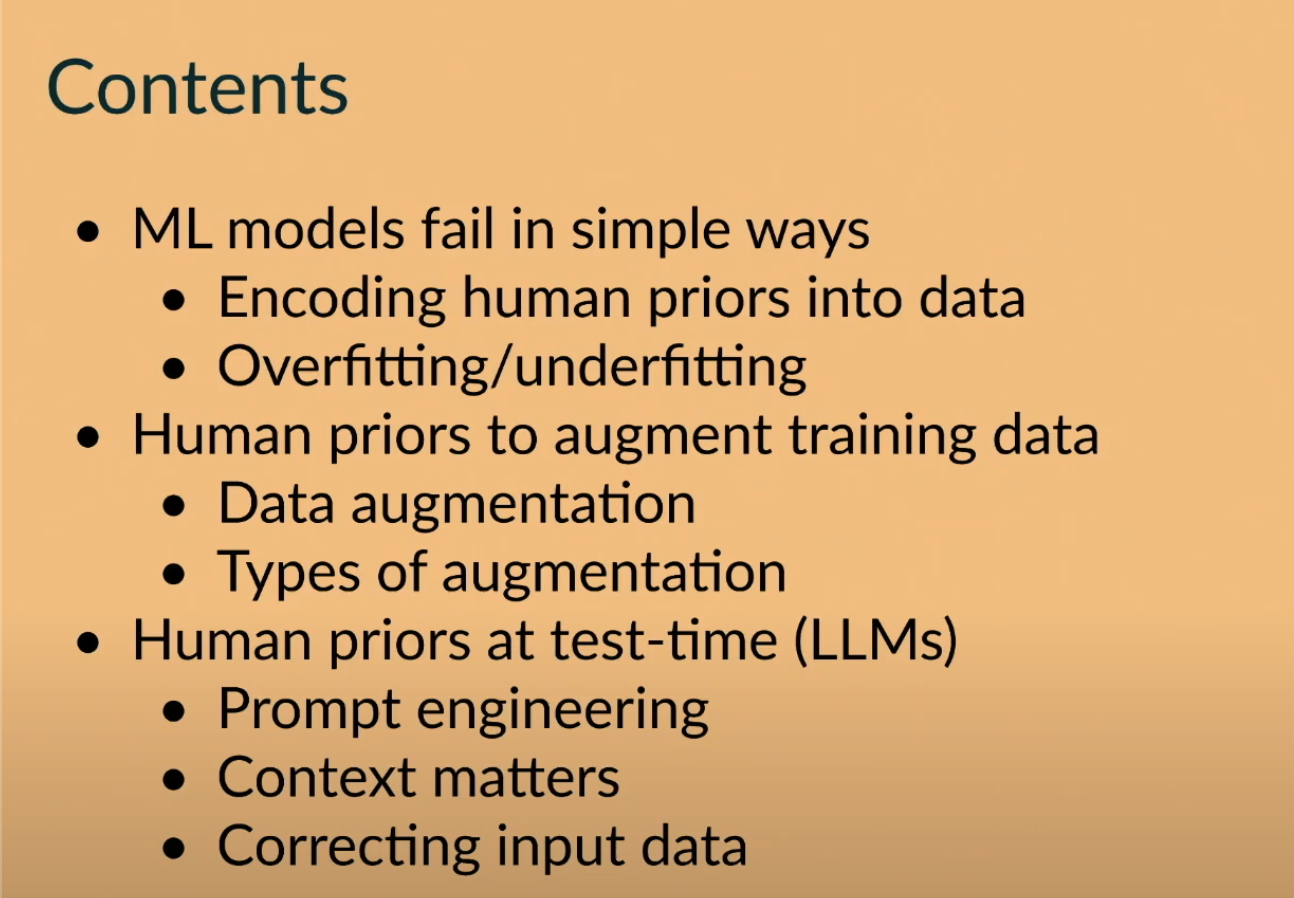 Contents
• ML models fail in simple ways
• Encoding human priors into data
• Overfitting/underfitting
• Human priors to augment training data
• Data augmentation
• Types of augmentation
• Human priors at test-time (LLMs)
• Prompt engineering
• Context matters
• Correcting input data